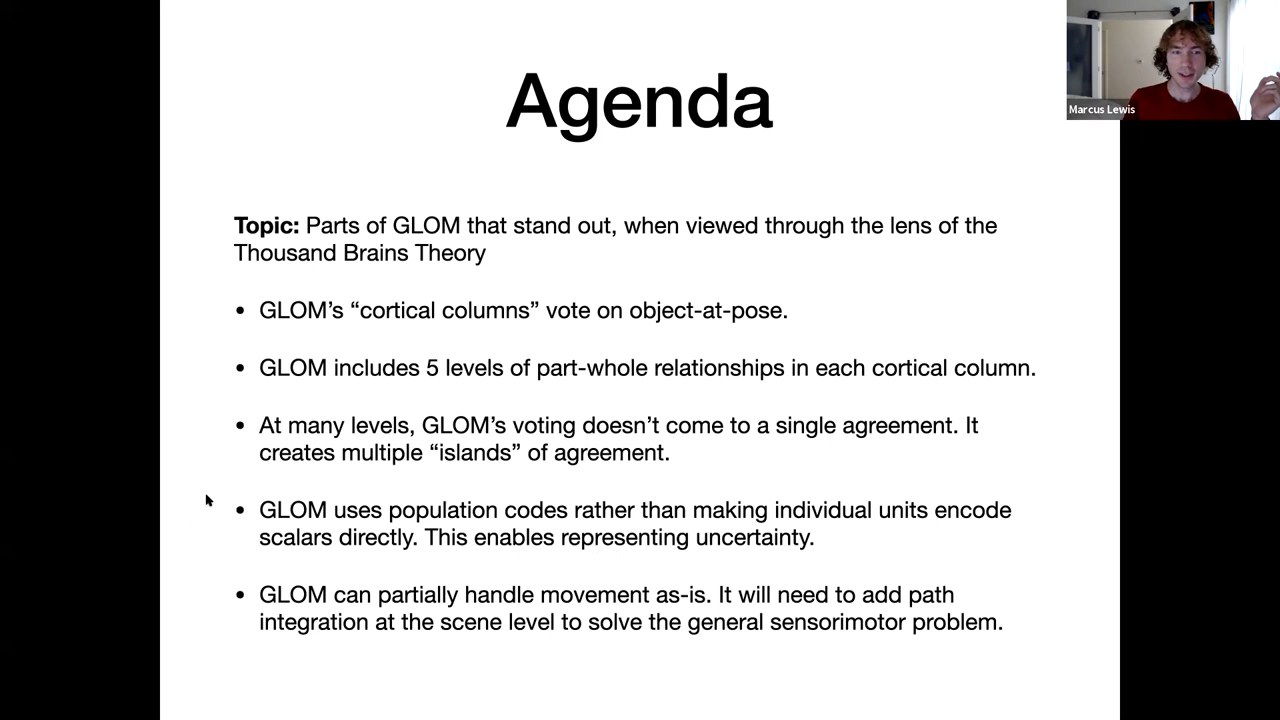 Agenda
Marcus Lewis
Topic: Parts of GLOM that stand out, when viewed through the lens of the
Thousand Brains Theory
• GLOM’s “cortical columns” vote on object-at-pose.
• GLOM includes 5 levels of part-whole relationships in each cortical column.
• At many levels, GLOM’s voting doesn’t come to a single agreement. It
creates multiple “islands” of agreement.
• GLOM uses population codes rather than making individual units encode
scalars directly. This enables representing uncertainty.
• GLOM can partially handle movement as-is. It will need to add path
integration at the scene level to solve the general sensorimotor problem.